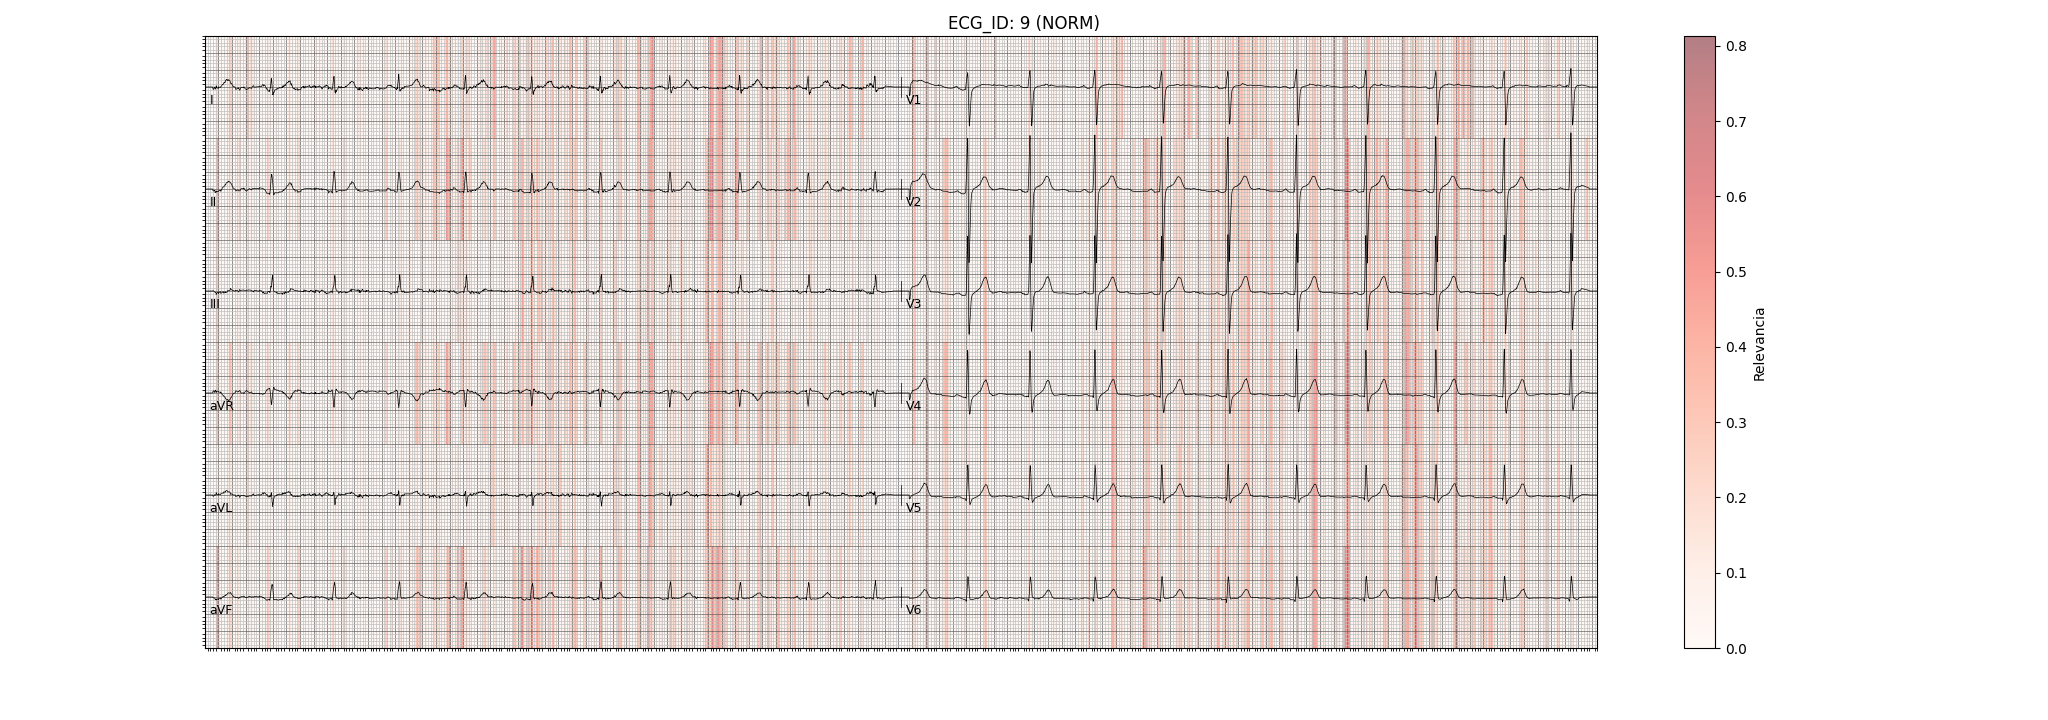 ECG_ID: 9 (NORM)
I
V1
II
V2
III
V3
aVR
V4
aVL
V5
aVF
V6
0.8
0.7
0.6
0.5
0.4
0.3
0.2
0.1
0.0
Relevancia